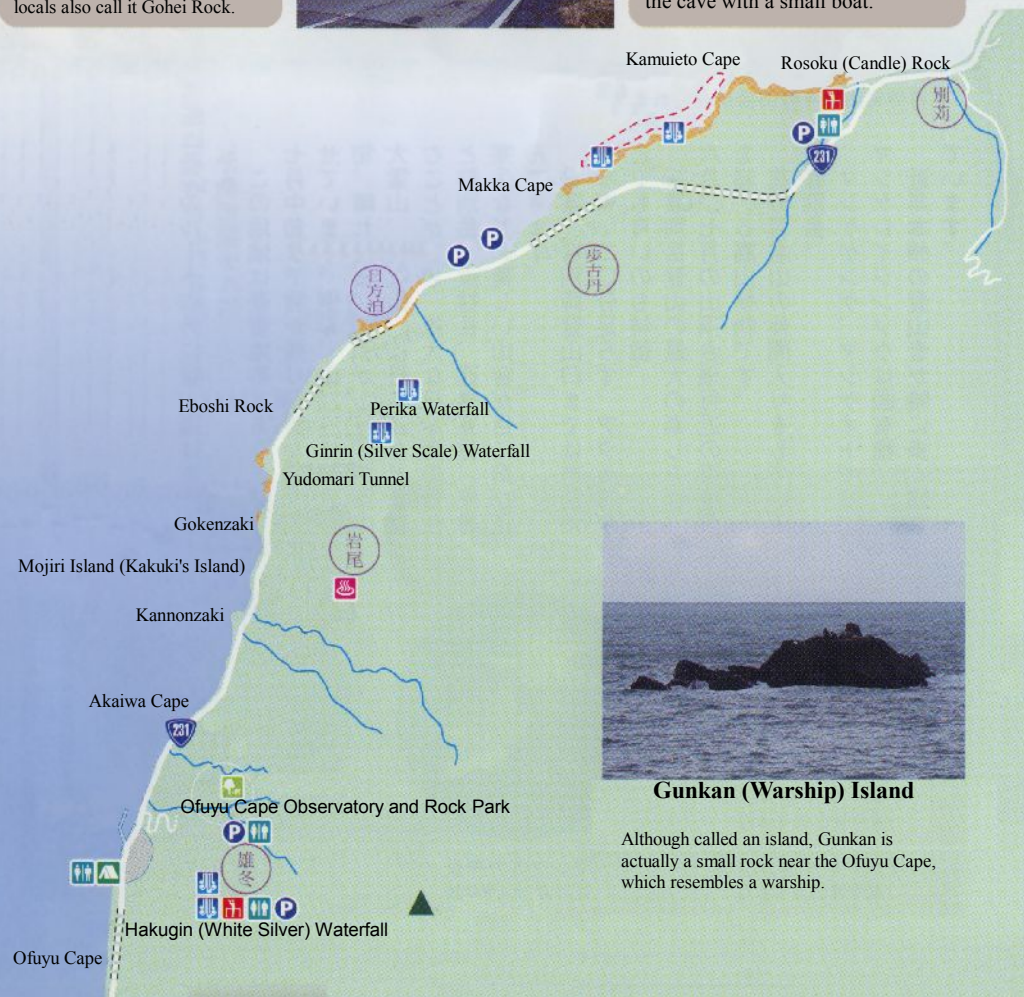 locals also call it Gohei Rock.
the cave with a small boat.
Kamuieto Cape
Rosoku (Candle) Rock
別苅
P
231
Makka Cape
P
P
歩古丹
日方泊
Eboshi Rock
Perika Waterfall
Ginrin (Silver Scale) Waterfall
Yudomari Tunnel
Gokenzaki
岩尾
Mojiri Island (Kakuki's Island)
Kannonzaki
Akaiwa Cape
231
Ofuyu Cape Observatory and Rock Park
P
雄冬
P
Hakugin (White Silver) Waterfall
Ofuyu Cape
Gunkan (Warship) Island
Although called an island, Gunkan is
actually a small rock near the Ofuyu Cape,
which resembles a warship.